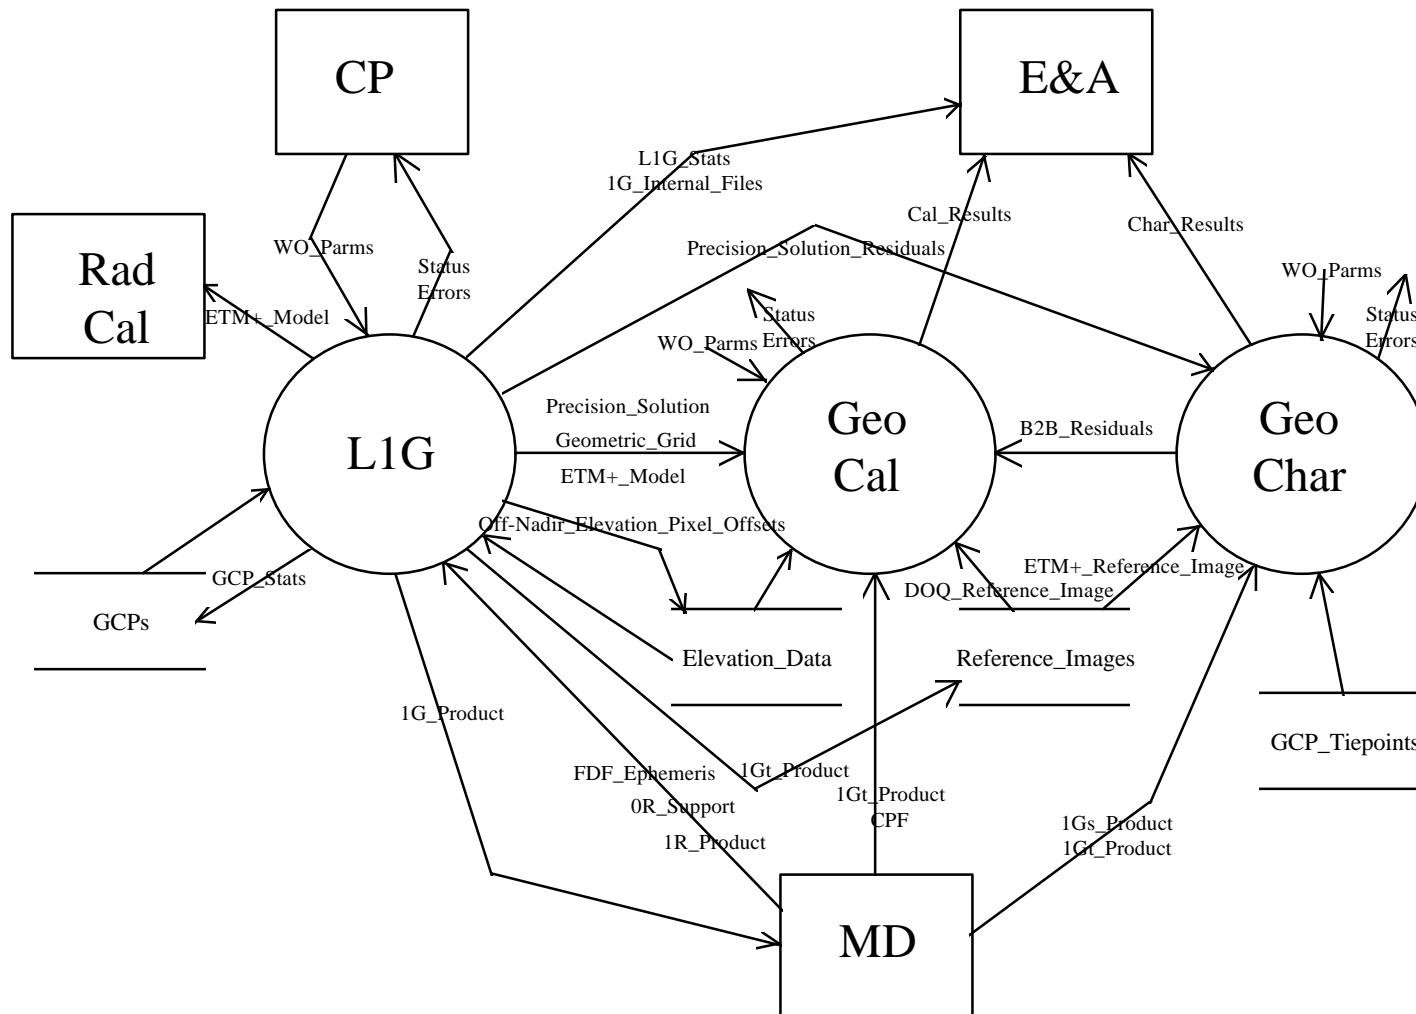 CP
E&A
L1G_Stats
1G_Internal_Files
Cal_Results
Char_Results
WO_Parms
Precision_Solution_Residuals
Status
Errors
Rad
Cal
ETM+_Model
WO_Parms
Status
Errors
Status
Errors
WO_Parms
Precision_Solution
Geometric_Grid
ETM+_Model
L1G
Geo
Cal
B2B_Residuals
Geo
Char
Off-Nadir_Elevation_Pixel_Offsets
GCP_Stats
ETM+_Reference_Image
DOQ_Reference_Image
GCPs
Elevation_Data
Reference_Images
1G_Product
GCP_Tiepoints
FDF_Ephemeris
1Gt_Product
0R_Support
1R_Product
1Gt_Product
CPF
1Gs_Product
1Gt_Product
MD